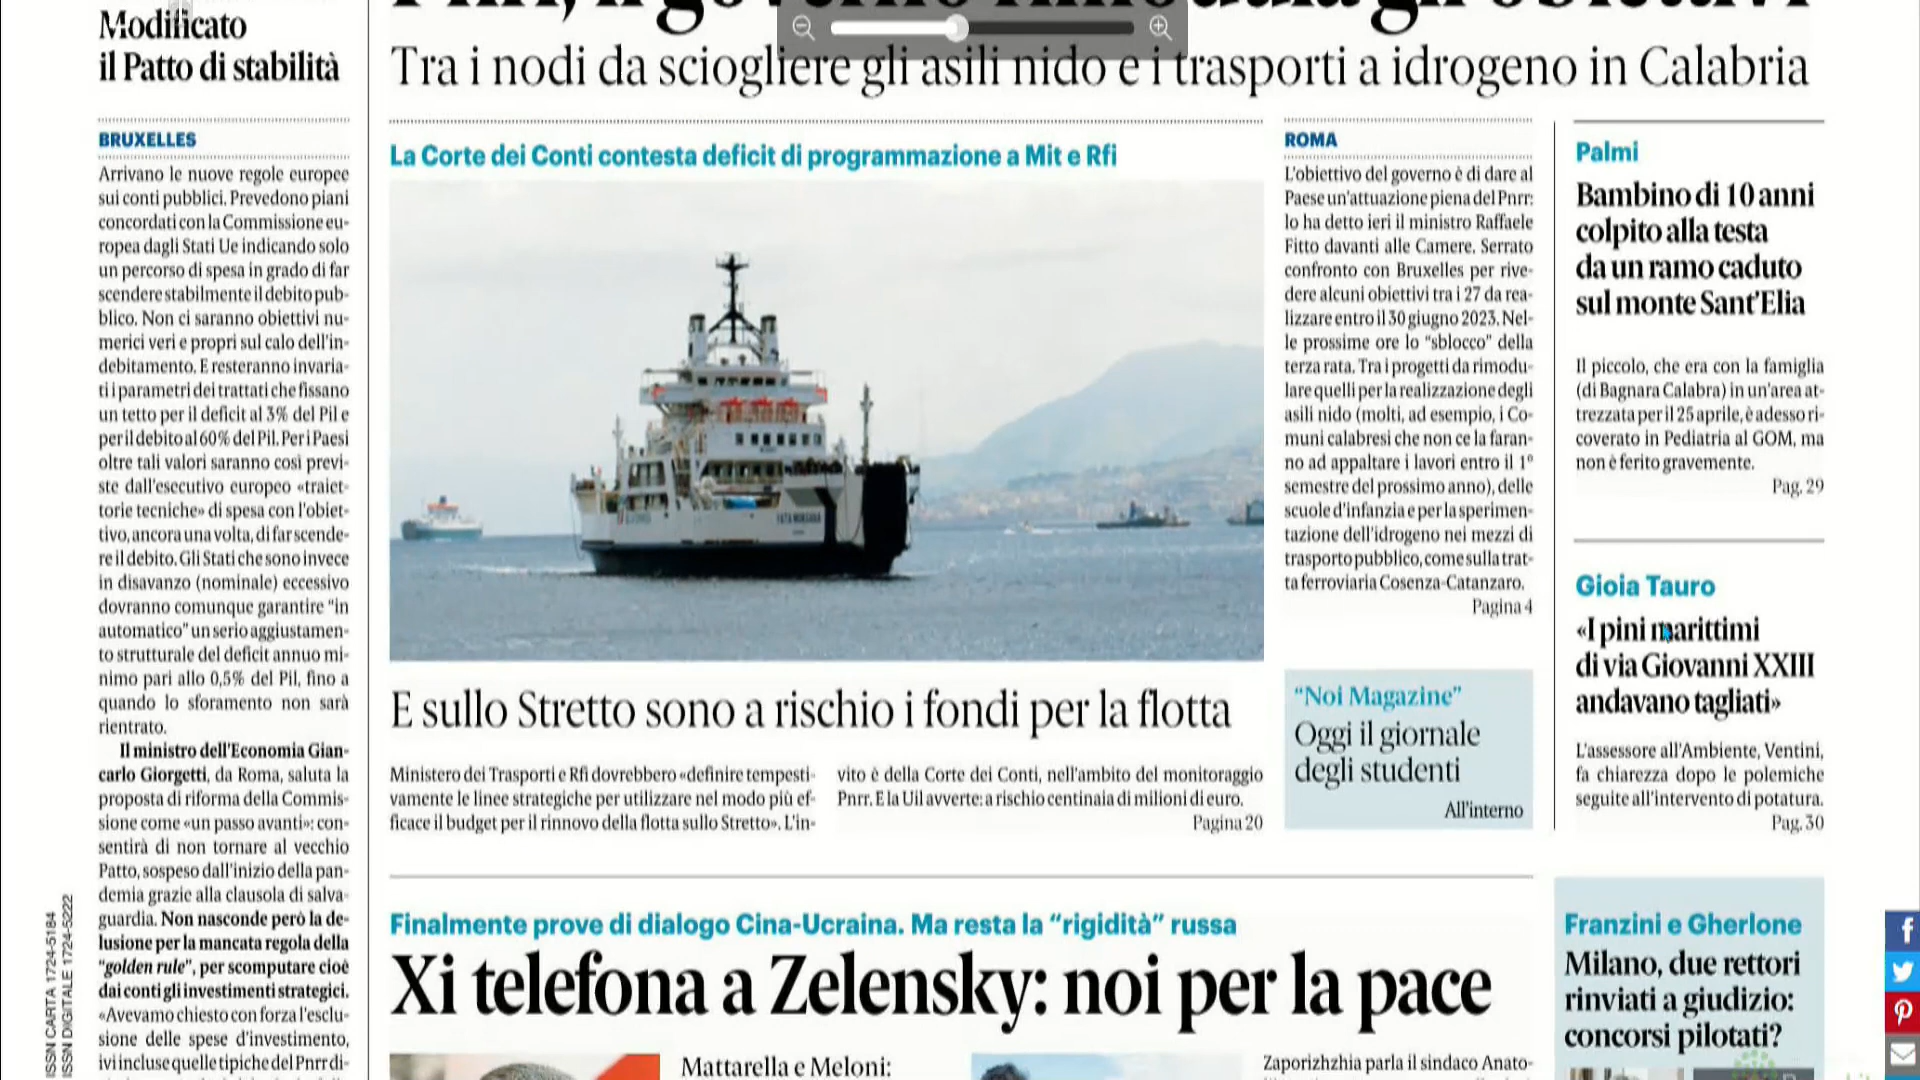 Modificato
il Patto di stabilità
Tra i nodi da sciogliere gli asili nido e i trasporti a idrogeno in Calabria
BRUXELLES
Arrivano le nuove regole europee
sui conti pubblici. Prevedono piani
concordati con la Commissione eu-
ropea dagli Stati Ue indicando solo
un percorso di spesa in grado di far
scendere stabilmente il debito pub-
blico. Non ci saranno obiettivi nu-
merici veri e propri sul calo dell'in-
debitamento. E resteranno invaria-
ti i parametri dei trattati che fissano
un tetto per il deficit al 3% del Pil e
per il debito al 60% del Pil. Per i Paesi
oltre tali valori saranno così previ-
ste dall'esecutivo europeo «traiet-
torie tecniche» di spesa con l'obiet-
tivo, ancora una volta, di far scende-
re il debito. Gli Stati che sono invece
in disavanzo (nominale) eccessivo
dovranno comunque garantire "in
automatico" un serio aggiustamen-
to strutturale del deficit annuo mi-
nimo pari allo 0,5% del Pil, fino a
quando lo sforamento non sarà
rientrato.
Il ministro dell'Economia Gian-
carlo Giorgetti, da Roma, saluta la
proposta di riforma della Commis-
sione come «un passo avanti»: con-
sentirà di non tornare al vecchio
Patto, sospeso dall'inizio della pan-
demia grazie alla clausola di salva-
guardia. Non nasconde però la de-
lusione per la mancata regola della
"golden rule", per scomputare cioè
dai conti gli investimenti strategici.
«Avevamo chiesto con forza l'esclu-
sione delle spese d'investimento,
ivi incluse quelle tipiche del Pnrr di-
ISSN CARTA 1724-5184
ISSN DIGITALE 1724-5222
La Corte dei Conti contesta deficit di programmazione a Mit e Rfi
FATA MORGANA
E sullo Stretto sono a rischio i fondi per la flotta
Ministero dei Trasporti e Rfi dovrebbero «definire tempesti-
vamente le linee strategiche per utilizzare nel modo più ef-
ficace il budget per il rinnovo della flotta sullo Stretto». L'in-
vito è della Corte dei Conti, nell'ambito del monitoraggio
Pnrr. E la Uil avverte: a rischio centinaia di milioni di euro.
Pagina 20
ROMA
L'obiettivo del governo è di dare al
Paese un'attuazione piena del Pnrr:
lo ha detto ieri il ministro Raffaele
Fitto davanti alle Camere. Serrato
confronto con Bruxelles per rive-
dere alcuni obiettivi tra i 27 da rea-
lizzare entro il 30 giugno 2023. Nel-
le prossime ore lo "sblocco" della
terza rata. Tra i progetti da rimodu-
lare quelli per la realizzazione degli
asili nido (molti, ad esempio, i Co-
muni calabresi che non ce la faran-
no ad appaltare i lavori entro il 1°
semestre del prossimo anno), delle
scuole d'infanzia e per la sperimen-
tazione dell'idrogeno nei mezzi di
trasporto pubblico, come sulla trat-
ta ferroviaria Cosenza-Catanzaro.
Pagina 4
"Noi Magazine"
Oggi il giornale
degli studenti
All'interno
Palmi
Bambino di 10 anni
colpito alla testa
da un ramo caduto
sul monte Sant'Elia
Il piccolo, che era con la famiglia
(di Bagnara Calabra) in un'area at-
trezzata per il 25 aprile, è adesso ri-
coverato in Pediatria al GOM, ma
non è ferito gravemente.
Pag. 29
Gioia Tauro
«I pini marittimi
di via Giovanni XXIII
andavano tagliati»
L'assessore all'Ambiente, Ventini,
fa chiarezza dopo le polemiche
seguite all'intervento di potatura.
Pag. 30
Finalmente prove di dialogo Cina-Ucraina. Ma resta la "rigidità" russa
Xi telefona a Zelensky: noi per la pace
Mattarella e Meloni:
Zaporizhzhia parla il sindaco Anato-
Franzini e Gherlone
Milano, due rettori
rinviati a giudizio:
concorsi pilotati?